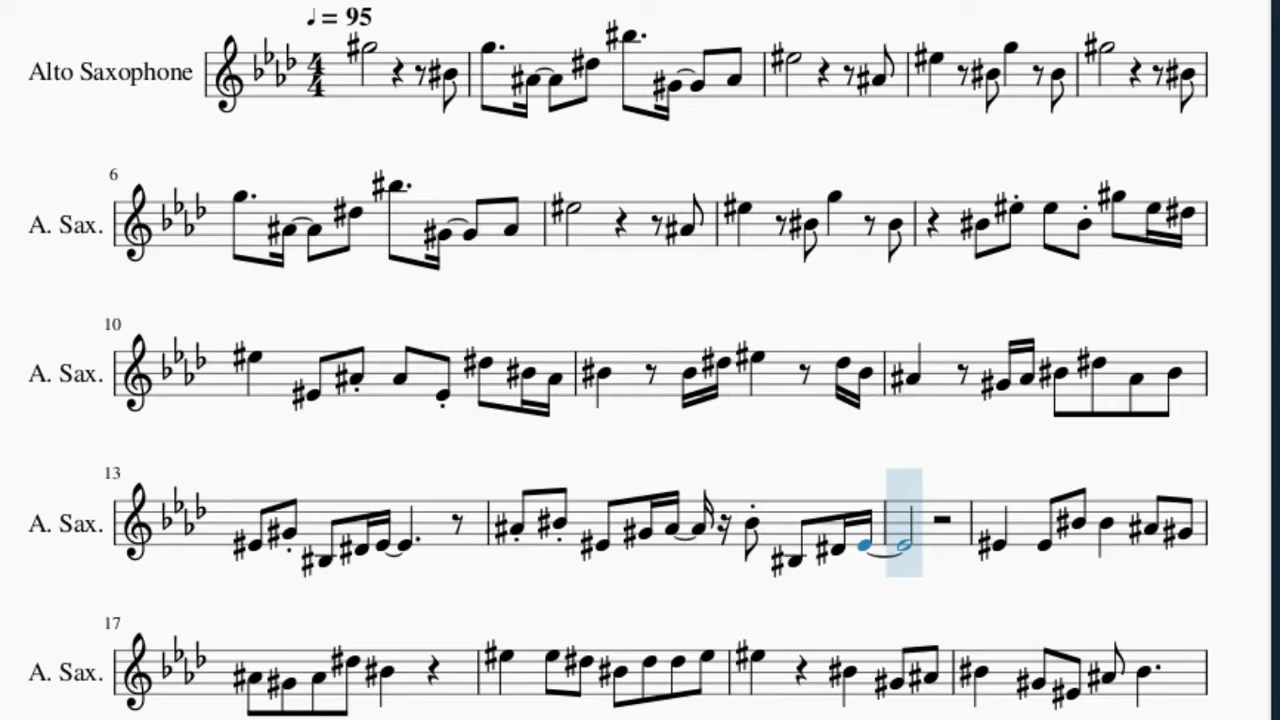 ♩ = 95
Alto Saxophone 4/4
6
A. Sax.
10
A. Sax.
13
A. Sax.
17
A. Sax.